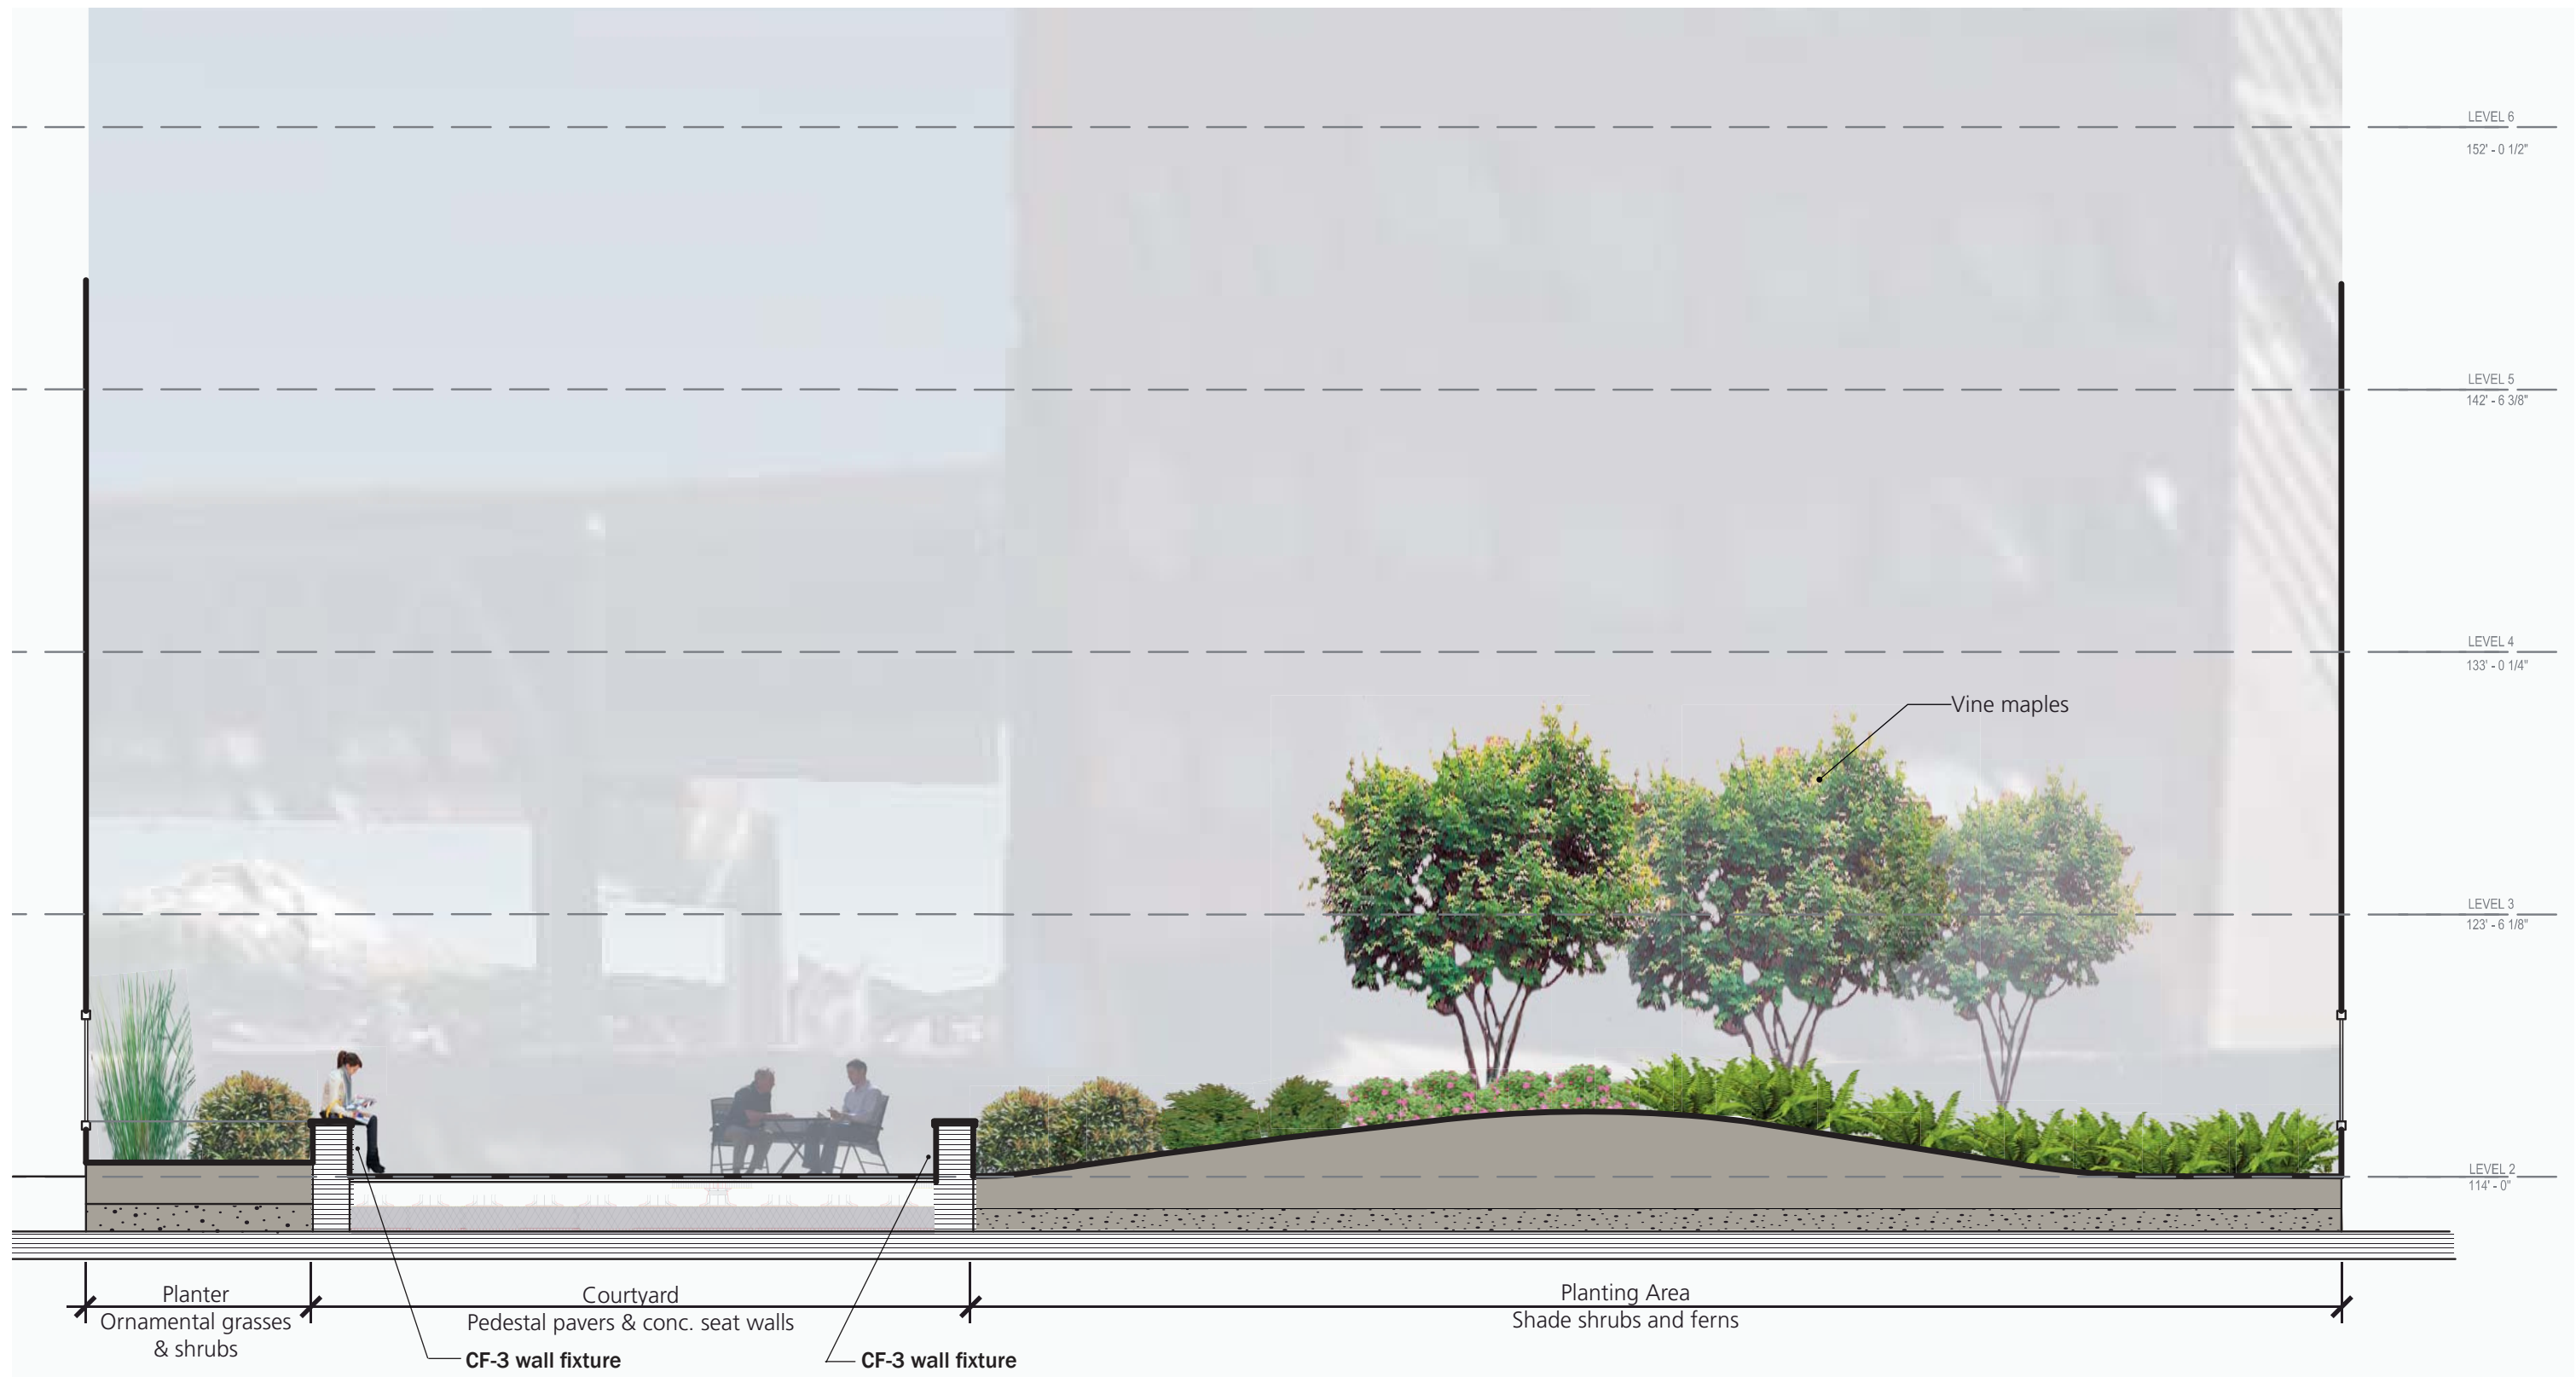 LEVEL 6
152' - 0 1/2"
LEVEL 5
142' - 6 3/8"
LEVEL 4
133' - 0 1/4"
Vine maples
LEVEL 3
123' - 6 1/8"
LEVEL 2
114' - 0"
Planter
Ornamental grasses
& shrubs
Courtyard
Pedestal pavers & conc. seat walls
Planting Area
Shade shrubs and ferns
CF-3 wall fixture
CF-3 wall fixture